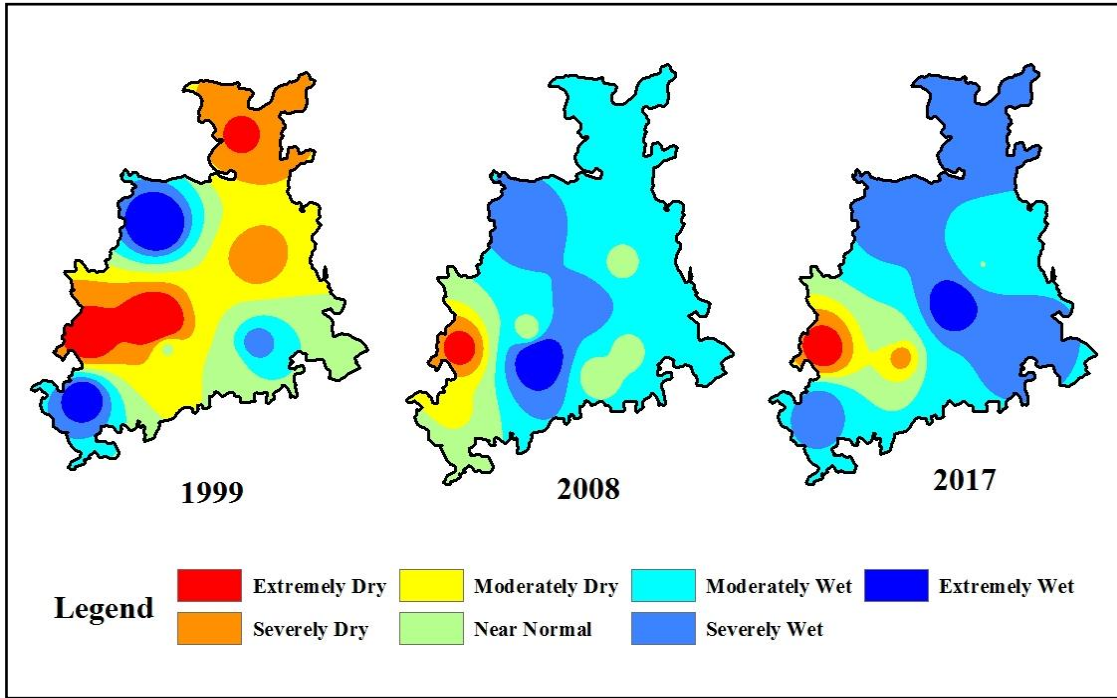 1999
2008
2017
Legend
Extremely Dry
Moderately Dry
Moderately Wet
Extremely Wet
Severely Dry
Near Normal
Severely Wet